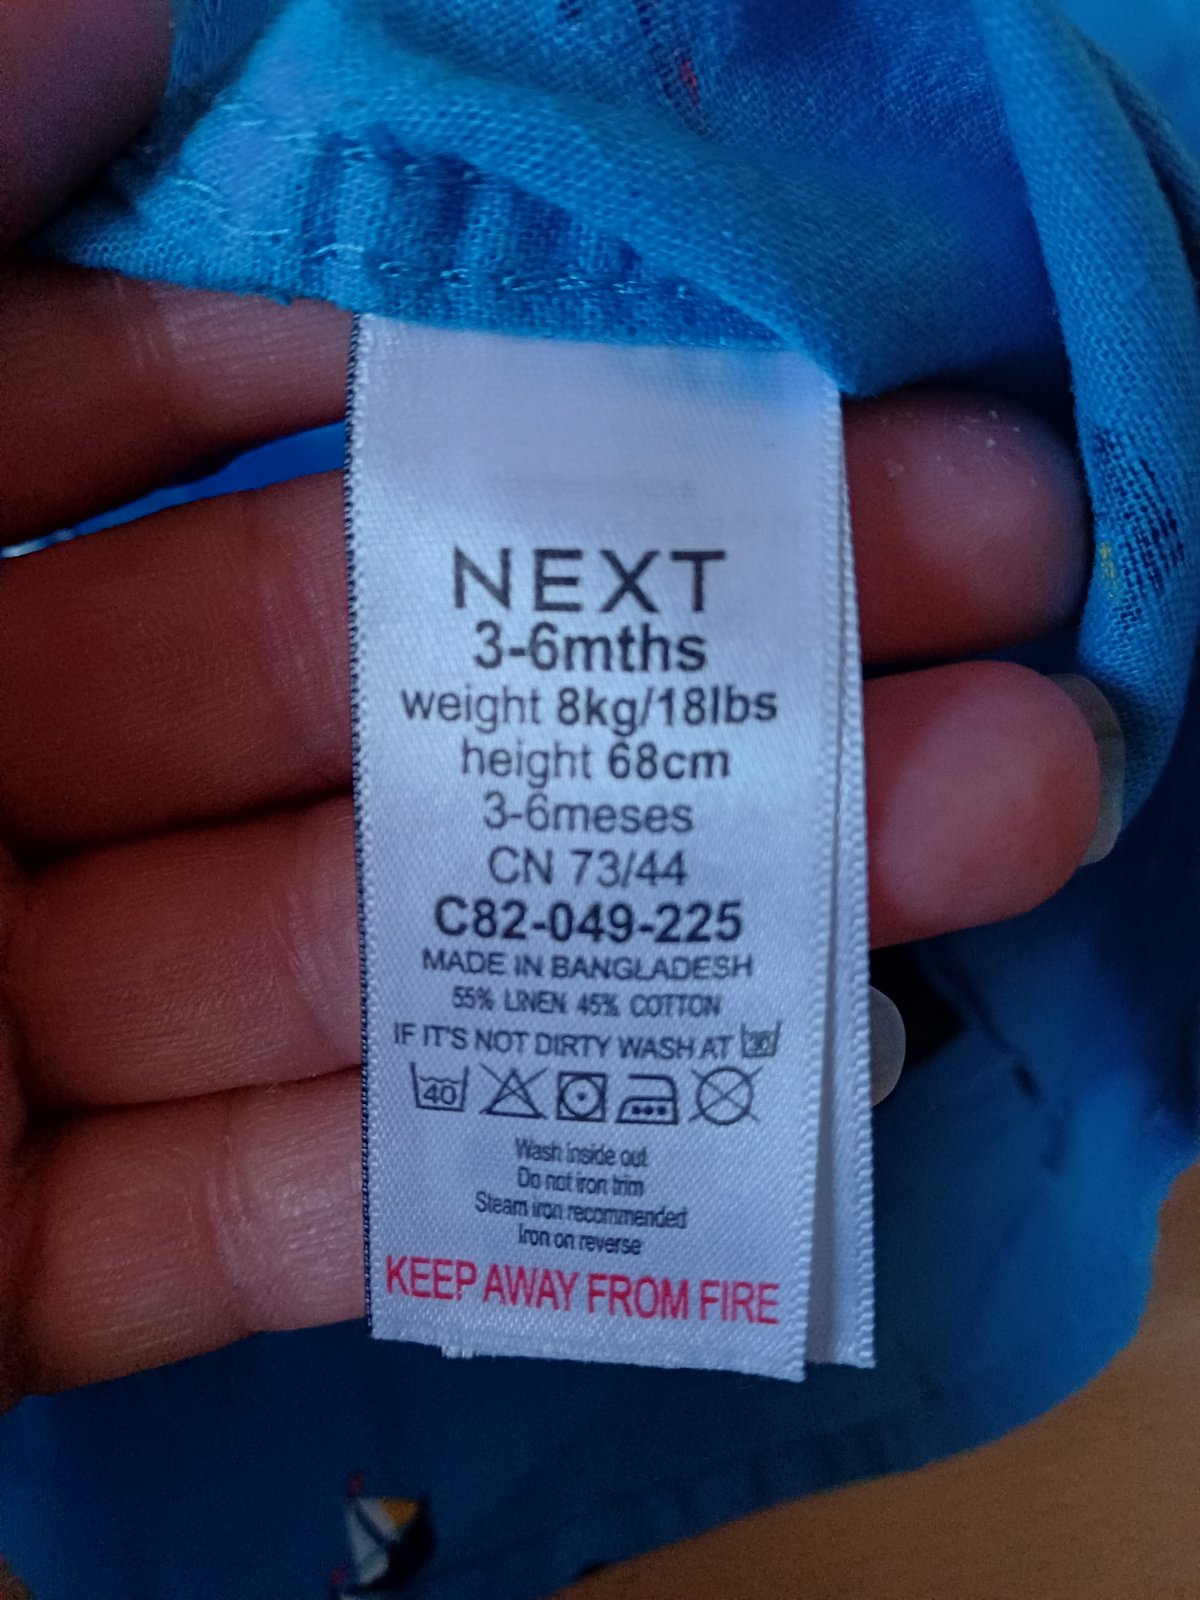 NEXT
3-6mths
weight 8kg/18lbs
height 68cm
3-6meses
CN 73/44
C82-049-225
MADE IN BANGLADESH
55% LINEN 45% COTTON
IF IT'S NOT DIRTY WASH AT 30
40
Wash inside out
Do not iron trim
Steam iron recommended
Iron on reverse
KEEP AWAY FROM FIRE